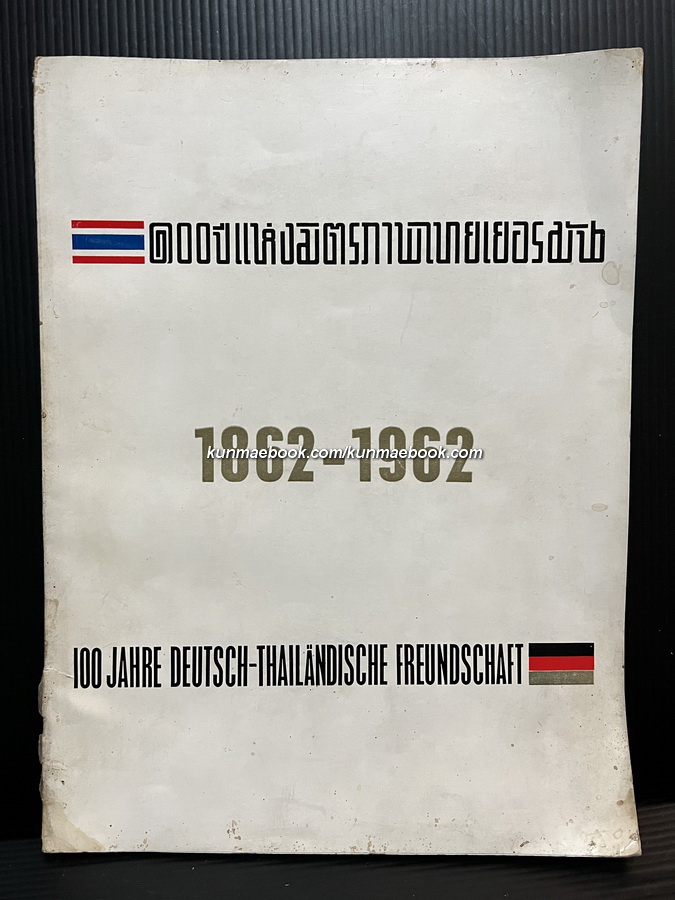 ๑๐๐ปีแห่งมิตรภาพไทยเยอรมัน
1862-1962
kunmaebook.com/kunmaebook.com
100 JAHRE DEUTSCH-THAILÄNDISCHE FREUNDSCHAFT